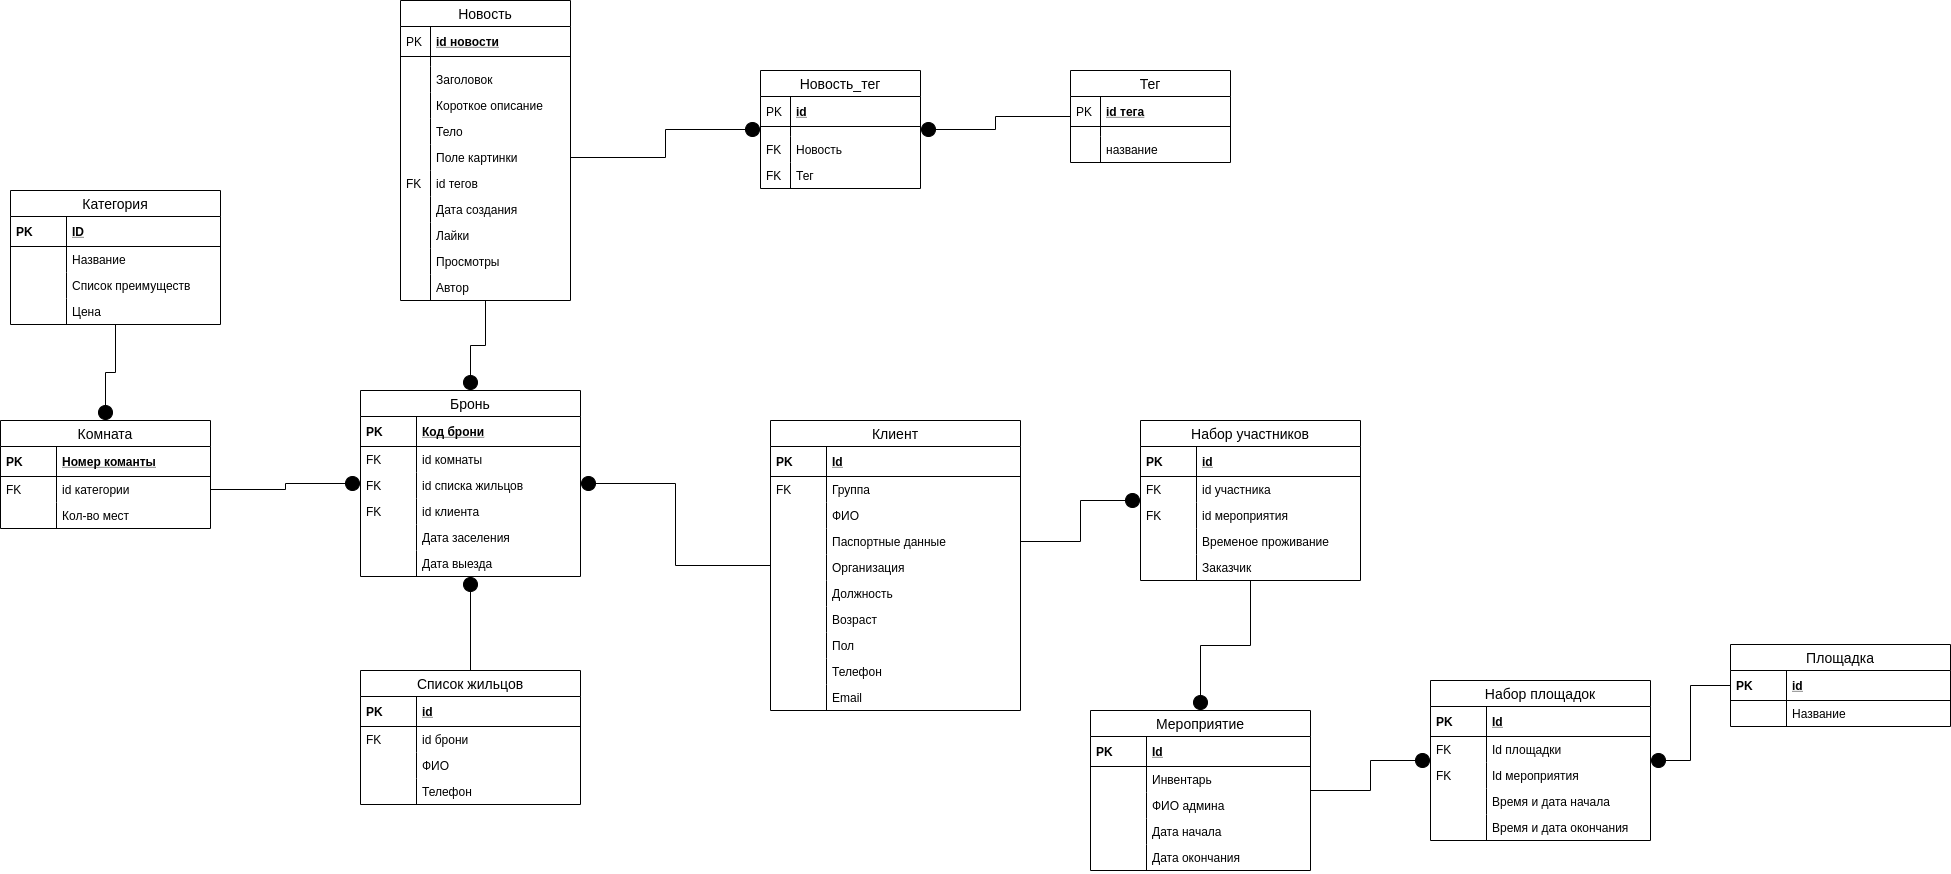 Новость
PK id новости
Заголовок
Короткое описание
Тело
Поле картинки
FK id тегов
Дата создания
Лайки
Просмотры
Автор
Новость_тег
PK id
FK Новость
FK Тег
Тег
PK id тега
название
Категория
PK ID
Название
Список преимуществ
Цена
Комната
PK Номер команты
FK id категории
Кол-во мест
Бронь
PK Код брони
FK id комнаты
FK id списка жильцов
FK id клиента
Дата заселения
Дата выезда
Клиент
PK Id
FK Группа
ФИО
Паспортные данные
Организация
Должность
Возраст
Пол
Телефон
Email
Набор участников
PK id
FK id участника
FK id мероприятия
Временое проживание
Заказчик
Список жильцов
PK id
FK id брони
ФИО
Телефон
Мероприятие
PK Id
Инвентарь
ФИО админа
Дата начала
Дата окончания
Набор площадок
PK Id
FK Id площадки
FK Id мероприятия
Время и дата начала
Время и дата окончания
Площадка
PK id
Название